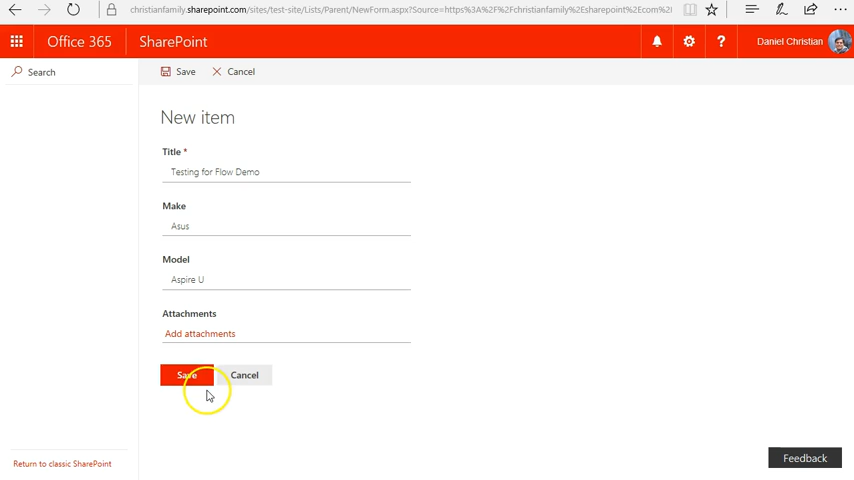 christianfamily.sharepoint.com/sites/test-site/Lists/Parent/NewForm.aspx?Source=https%3A%2F%2Fchristianfamily%2Esharepoint%2Ecom%2
Office 365
SharePoint
?
Daniel Christian
Search
Save
Cancel
New item
Title *
Testing for Flow Demo
Make
Asus
Model
Aspire U
Attachments
Add attachments
Save
Cancel
Return to classic SharePoint
Feedback